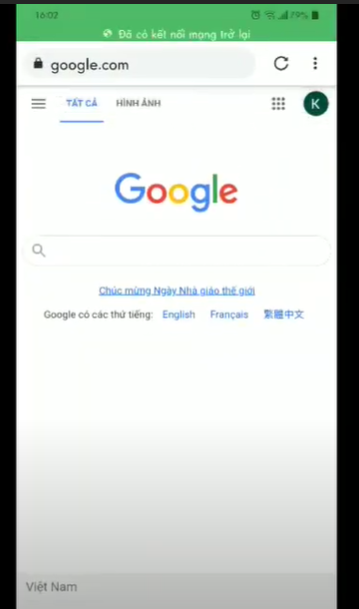 16:02 79%
Đã có kết nối mạng trở lại
google.com
TẤT CẢ HÌNH ẢNH K
Google
Chúc mừng Ngày Nhà giáo thế giới
Google có các thứ tiếng: English Français 繁體中文
Việt Nam